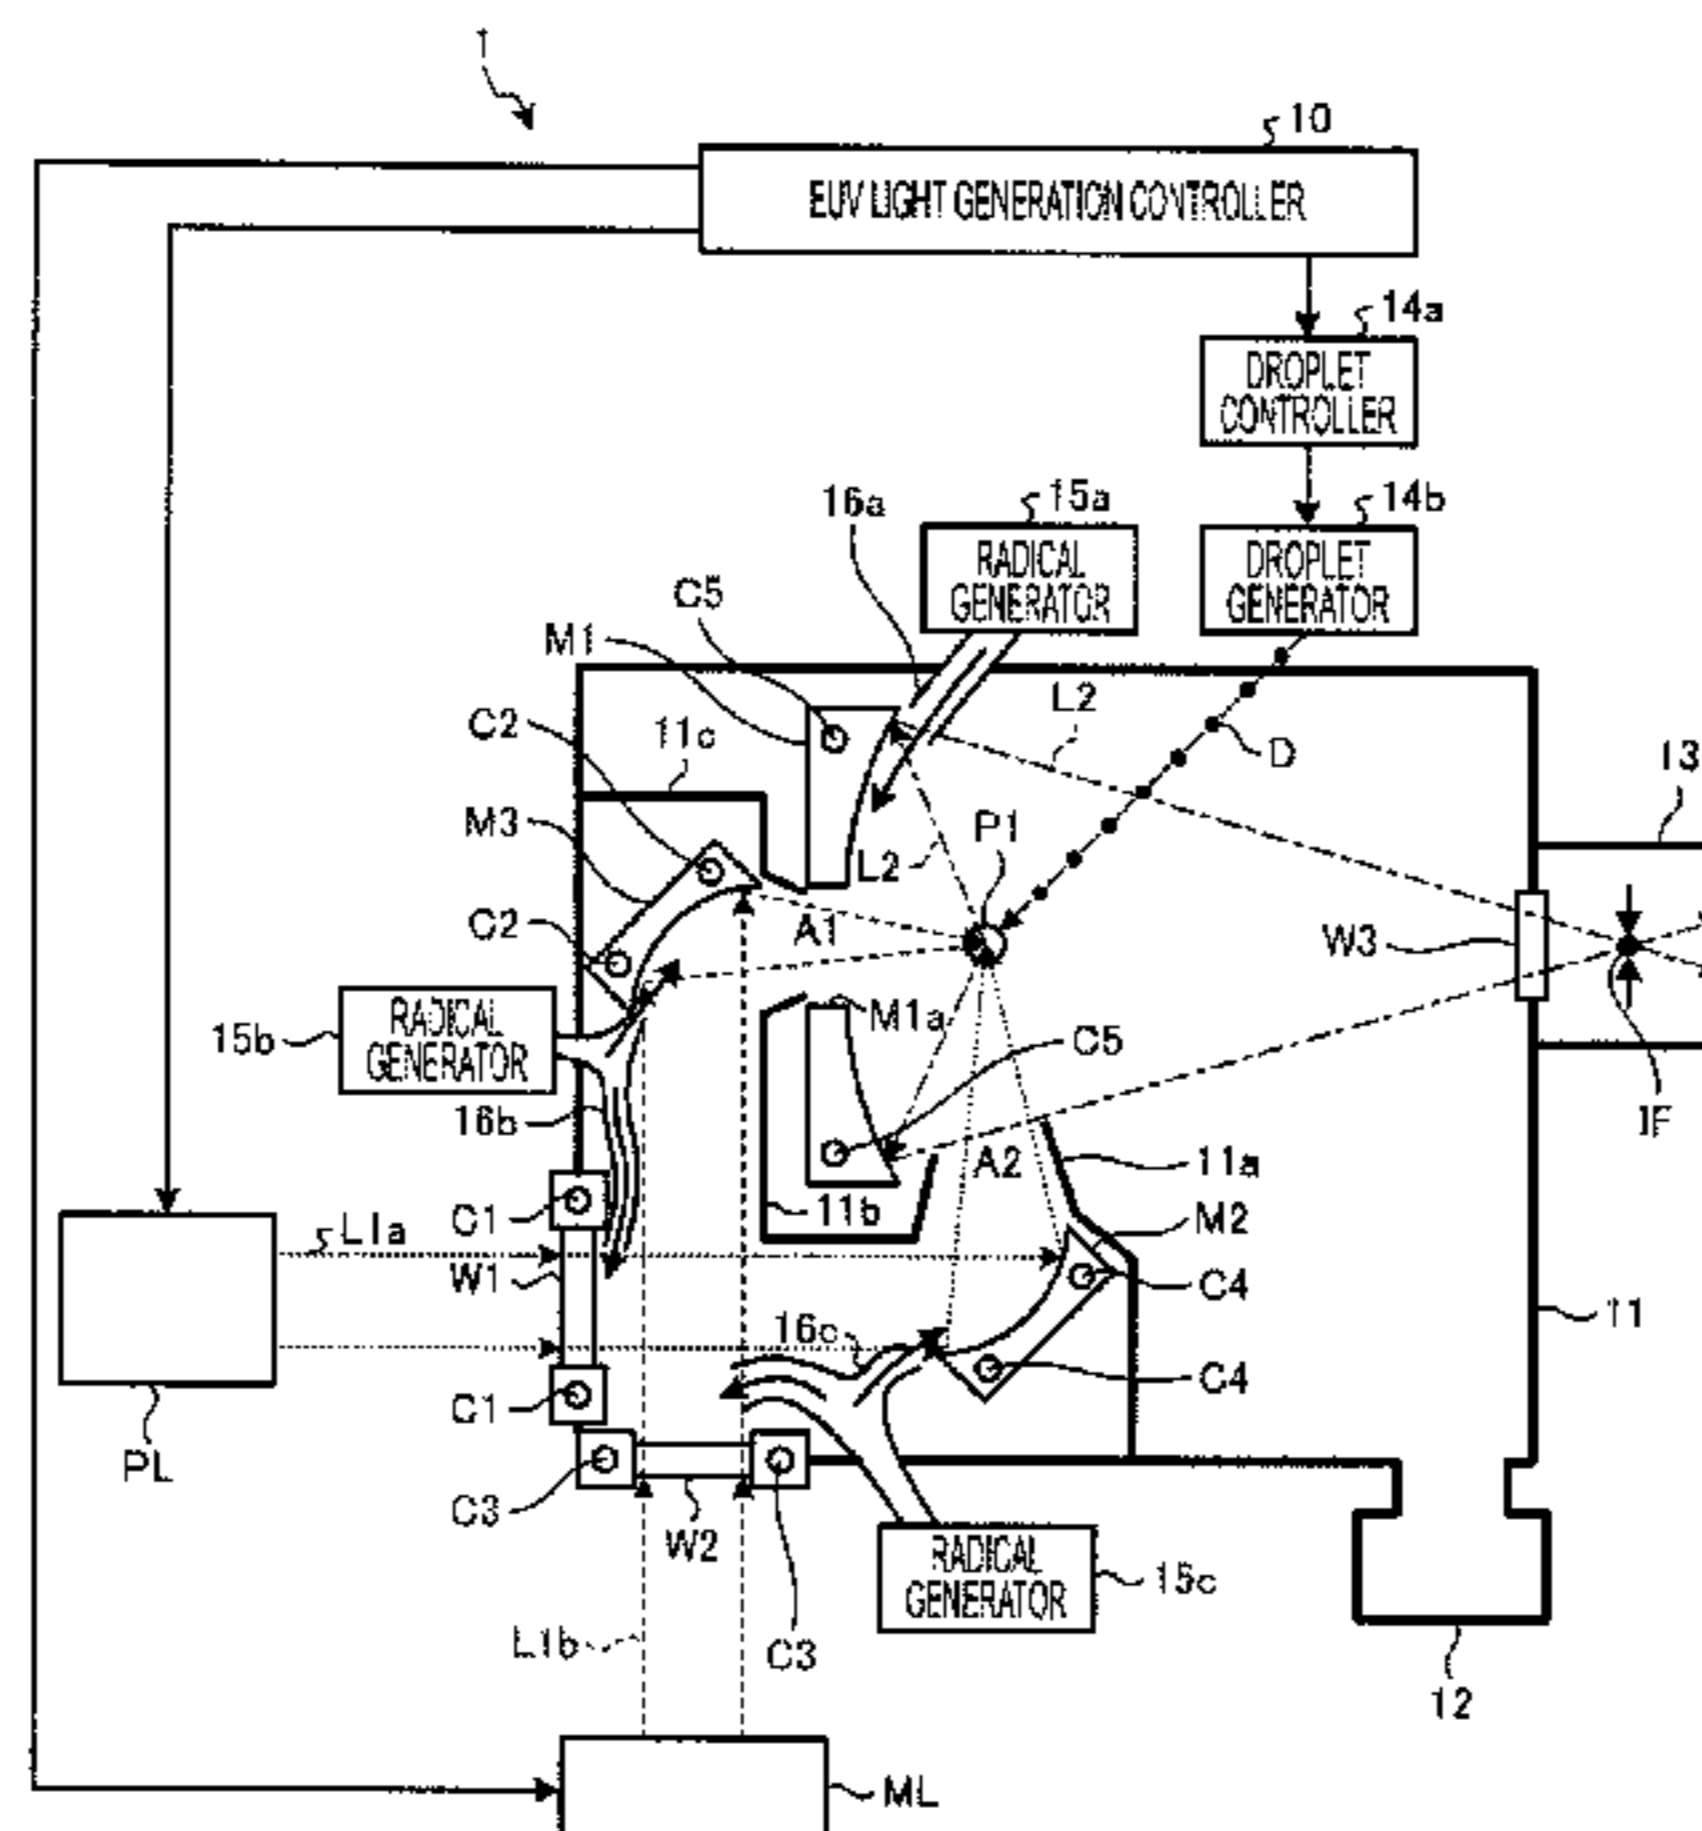 1
10
EUV LIGHT GENERATION CONTROLLER
14a
DROPLET
CONTROLLER
16a
15a
14b
RADICAL
GENERATOR
DROPLET
GENERATOR
C5
M1
L2
C2
11c
D
13
M3
P1
L2
C2
A1
W3
M1a
15b
RADICAL
GENERATOR
C5
16b
IF
A2
11a
C1
11b
M2
L1a
W1
C4
11
16c
C1
C4
PL
C3
W2
RADICAL
GENERATOR
15c
L1b
C3
12
ML